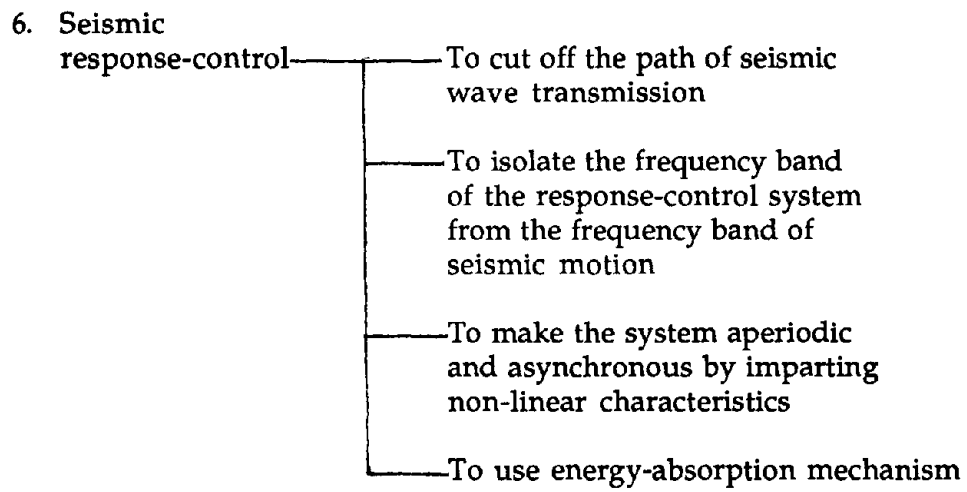 6. Seismic
response-control
To cut off the path of seismic
wave transmission
To isolate the frequency band
of the response-control system
from the frequency band of
seismic motion
To make the system aperiodic
and asynchronous by imparting
non-linear characteristics
To use energy-absorption mechanism